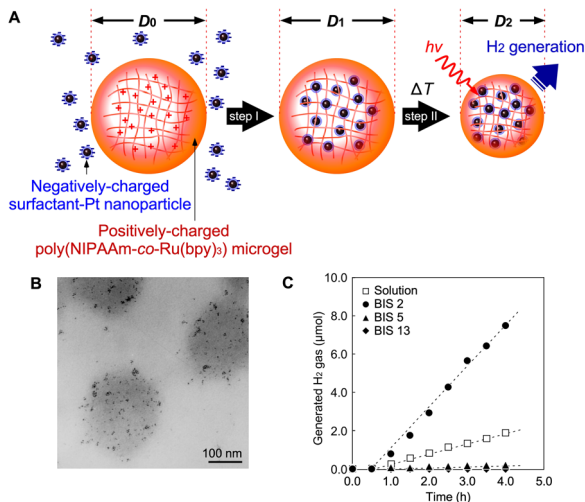 A
D0
D1
D2
hν
H2 generation
step I
ΔT
step II
Negatively-charged
surfactant-Pt nanoparticle
Positively-charged
poly(NIPAAm-co-Ru(bpy)3) microgel
B
100 nm
C
Generated H2 gas (μmol)
10.0
8.0
6.0
4.0
2.0
0.0
Solution
BIS 2
BIS 5
BIS 13
0.0 1.0 2.0 3.0 4.0 5.0
Time (h)